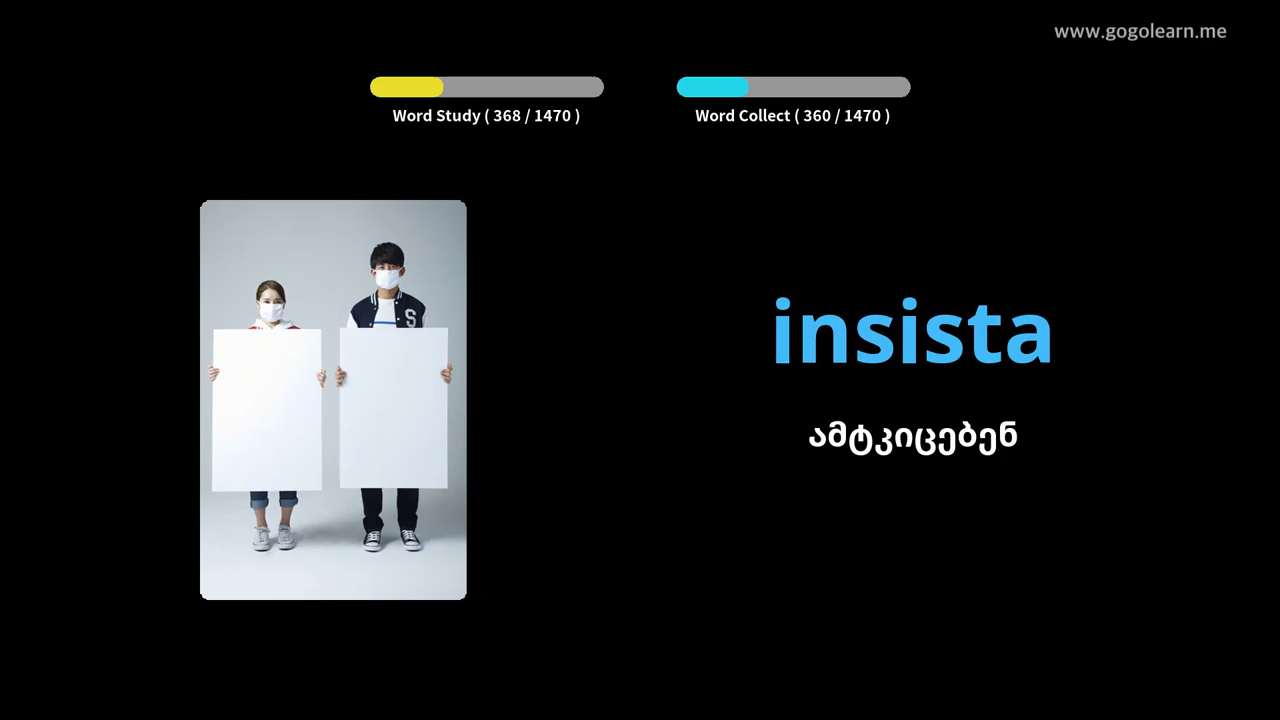 www.gogolearn.me
Word Study ( 368 / 1470 )
Word Collect ( 360 / 1470 )
S
insista
ამტკიცებენ